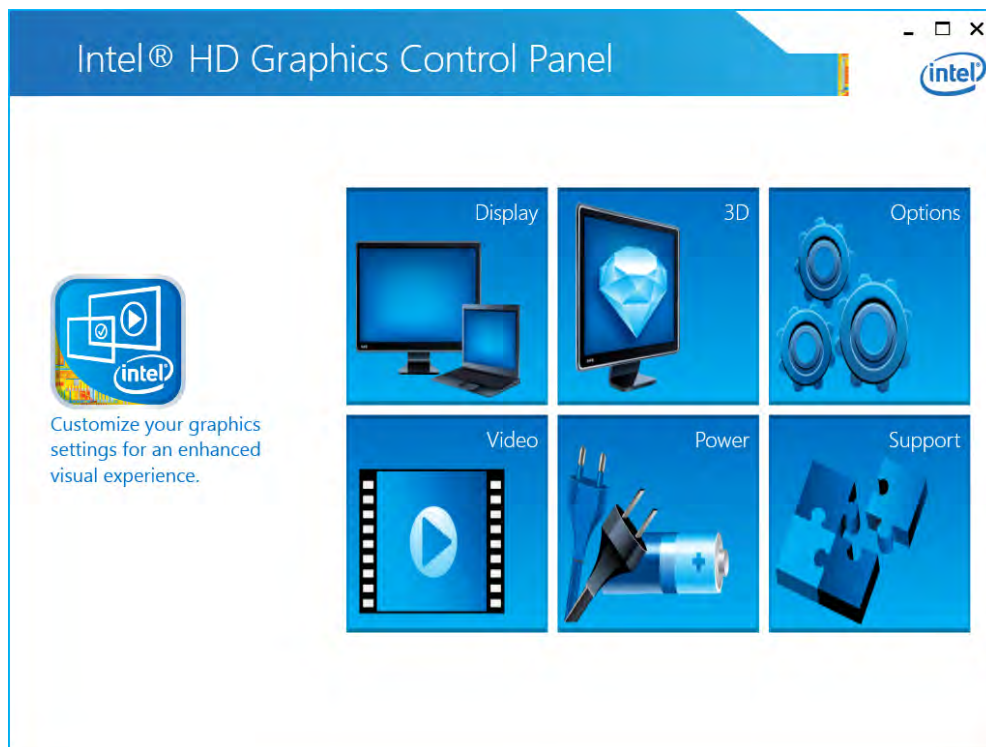 Intel® HD Graphics Control Panel
intel
Display
3D
Options
intel
Customize your graphics
settings for an enhanced
visual experience.
Video
Power
Support